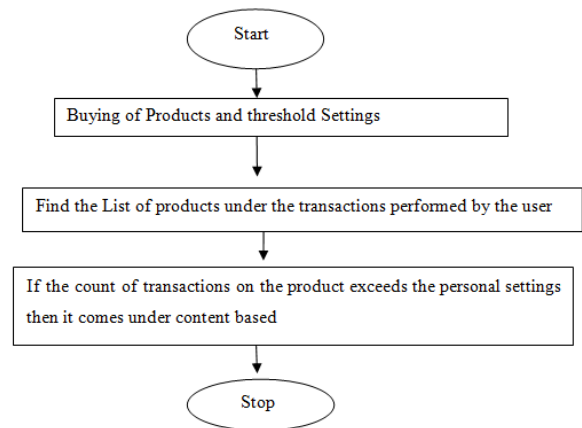 Start
Buying of Products and threshold Settings
Find the List of products under the transactions performed by the user
If the count of transactions on the product exceeds the personal settings
then it comes under content based
Stop